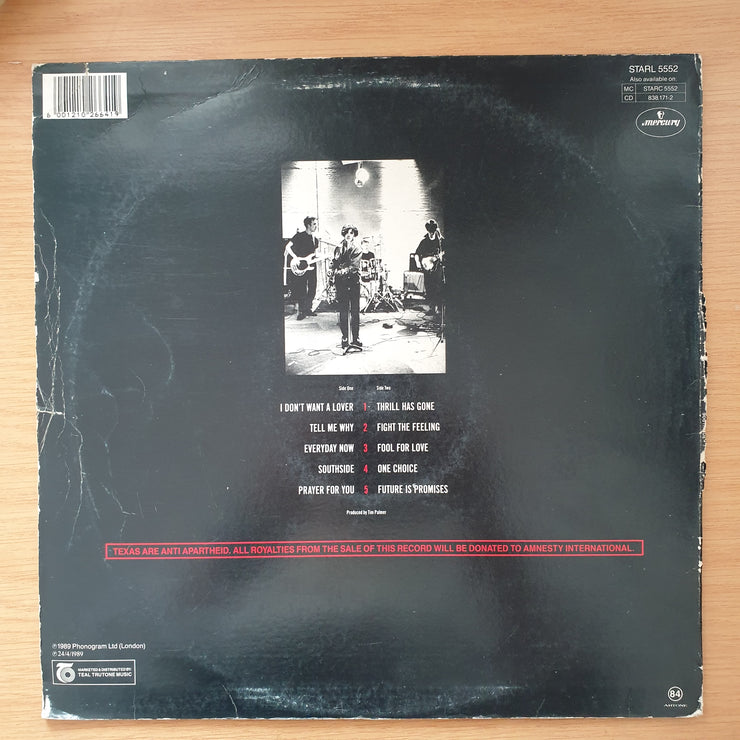 STARL 5552
Also available on.
MC STARC 5552
CD 838.171-2
mercury
6 001210 266419
Side One Side Two
I DON'T WANT A LOVER 1 THRILL HAS GONE
TELL ME WHY 2 FIGHT THE FEELING
EVERYDAY NOW 3 FOOL FOR LOVE
SOUTHSIDE 4 ONE CHOICE
PRAYER FOR YOU 5 FUTURE IS PROMISES
Produced by Tim Palmer
TEXAS ARE ANTI APARTHEID. ALL ROYALTIES FROM THE SALE OF THIS RECORD WILL BE DONATED TO AMNESTY INTERNATIONAL.
℗1989 Phonogram Ltd (London)
℗24/4/1989
MARKETED & DISTRIBUTED BY:
TEAL TRUTONE MUSIC
84
ARTONE